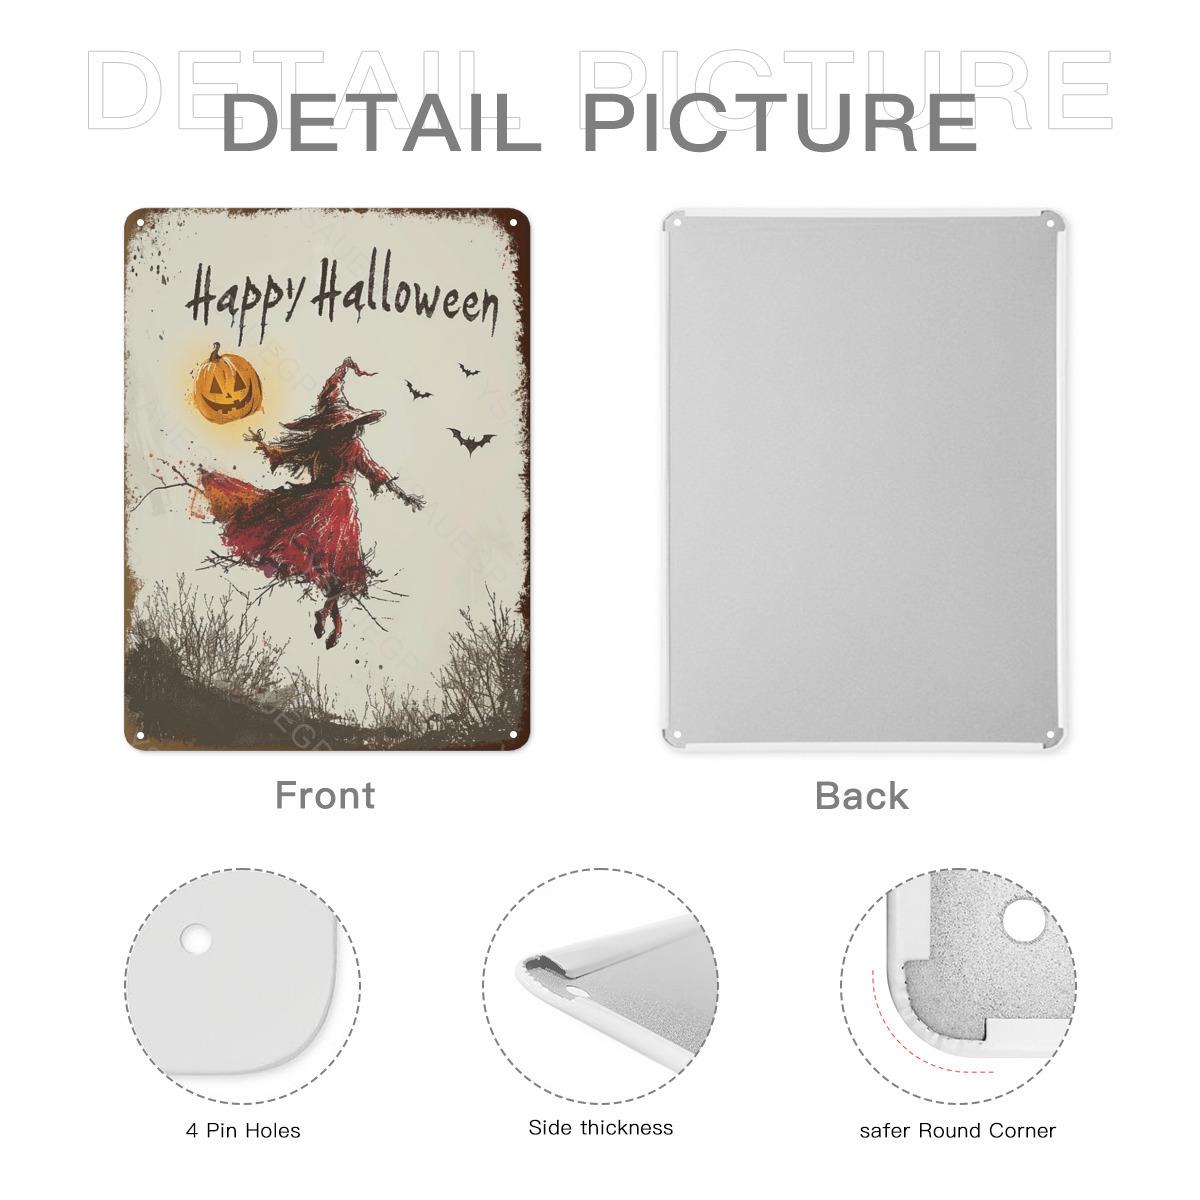 DETAIL PICTURE
DETAIL PICTURE
Happy Halloween
Front
Back
4 Pin Holes
Side thickness
safer Round Corner